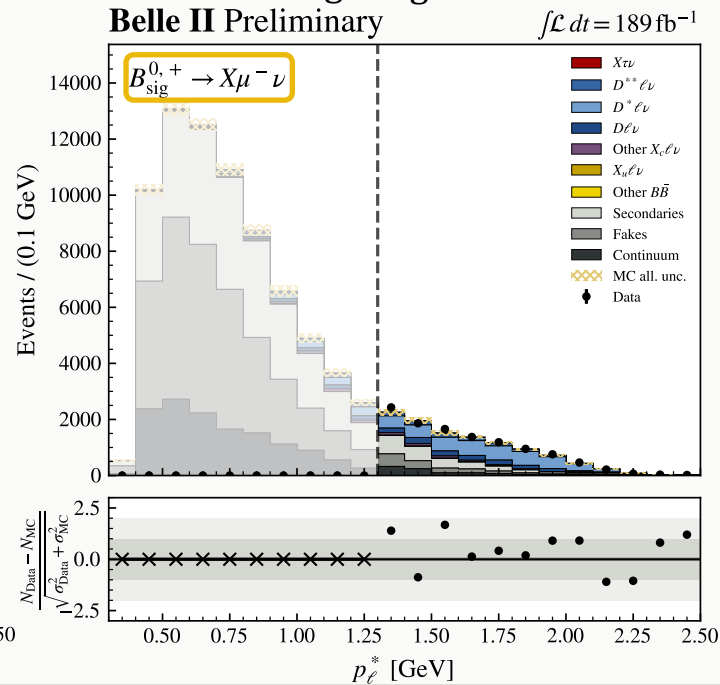 Belle II Preliminary
∫ℒ dt = 189 fb⁻¹
B⁰,⁺sig → Xμ⁻ν
Xτν
D**ℓν
D*ℓν
Dℓν
Other X_cℓν
X_uℓν
Other BB̄
Secondaries
Fakes
Continuum
MC all. unc.
Data
Events / (0.1 GeV)
14000
12000
10000
8000
6000
4000
2000
0
(N_Data − N_MC) / √(σ²_Data + σ²_MC)
2.5
0.0
−2.5
50
0.50 0.75 1.00 1.25 1.50 1.75 2.00 2.25 2.50
p*_ℓ [GeV]